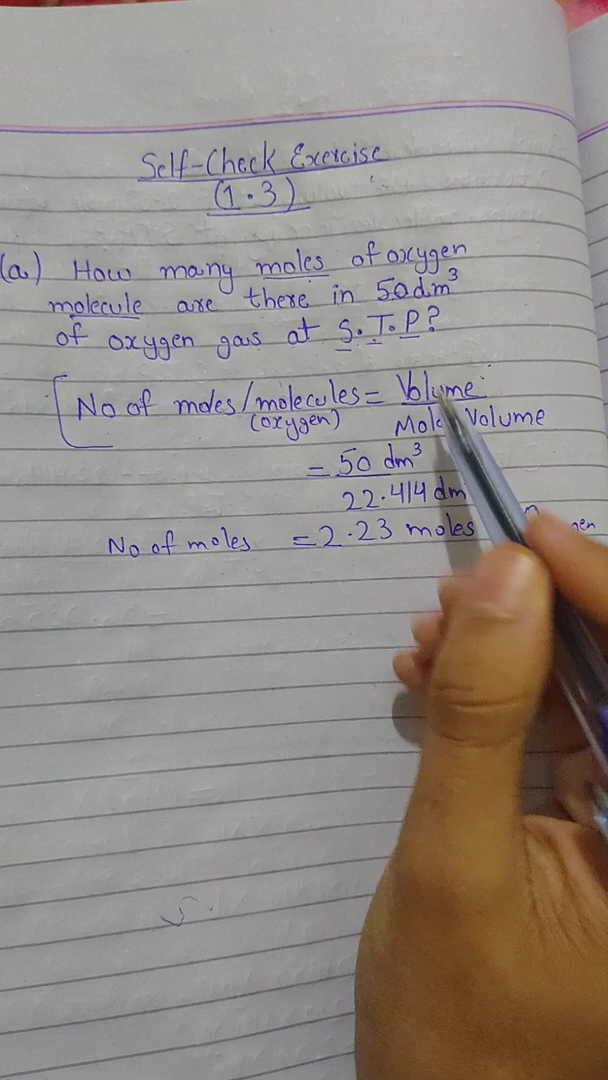 Self-Check Exercise
(1.3)
(a) How many moles of oxygen
molecule are there in 50dm³
of oxygen gas at S.T.P?
No of moles/molecules = Volume
(oxygen) Volume
= 50 dm³
22.414 dm
No of moles = 2.23 moles